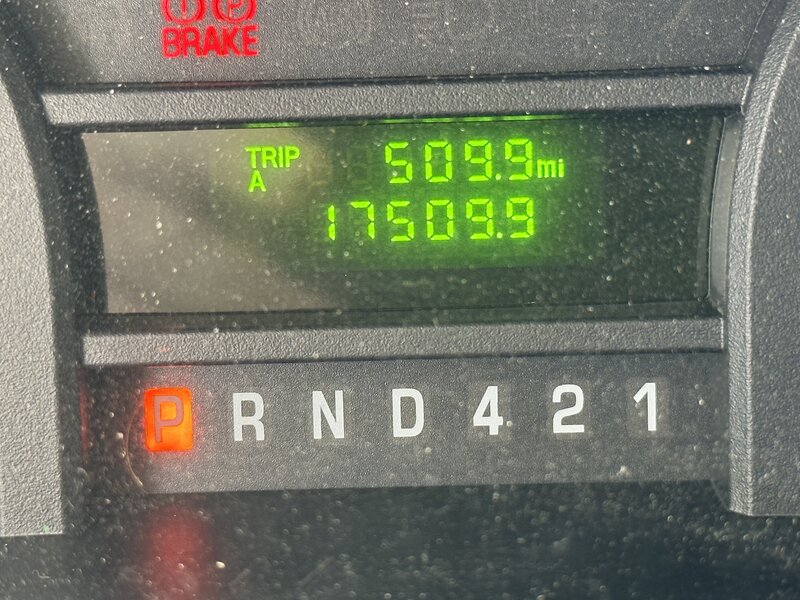 BRAKE
TRIP A 509.9 mi
17509.9
P R N D 4 2 1